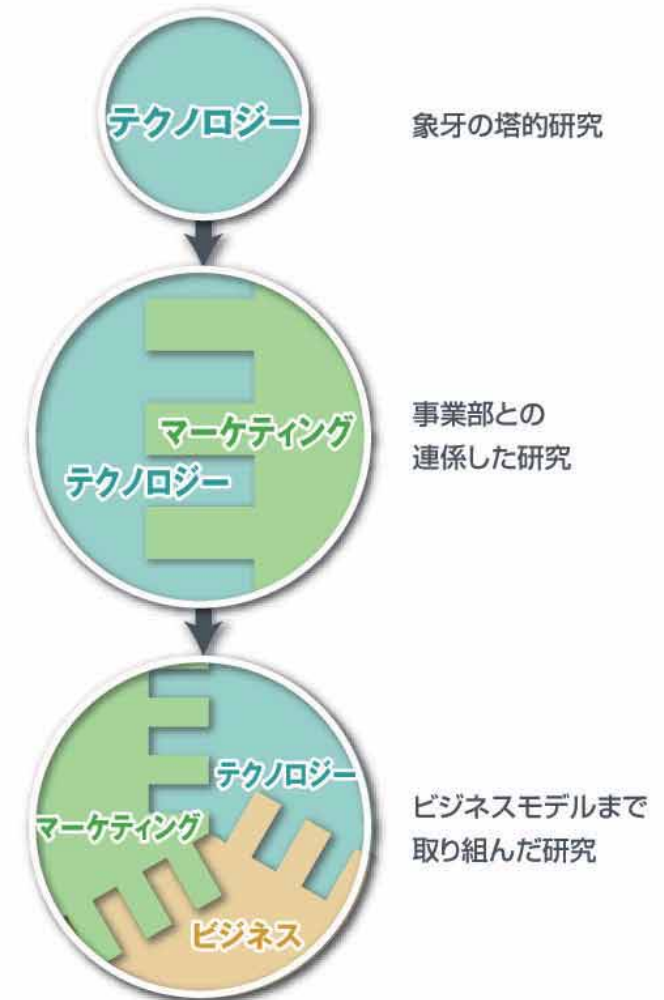 テクノロジー
象牙の塔的研究
マーケティング
テクノロジー
事業部との
連係した研究
テクノロジー
マーケティング
ビジネス
ビジネスモデルまで
取り組んだ研究